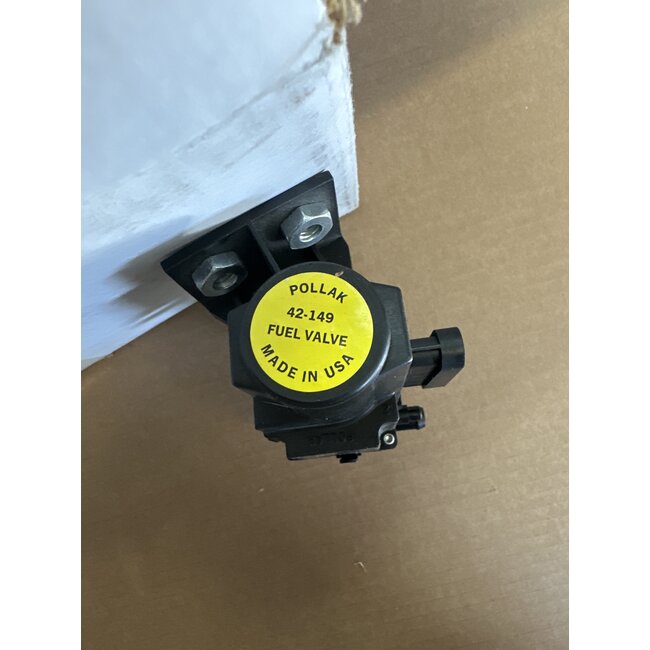 POLLAK
42-149
FUEL VALVE
MADE IN USA